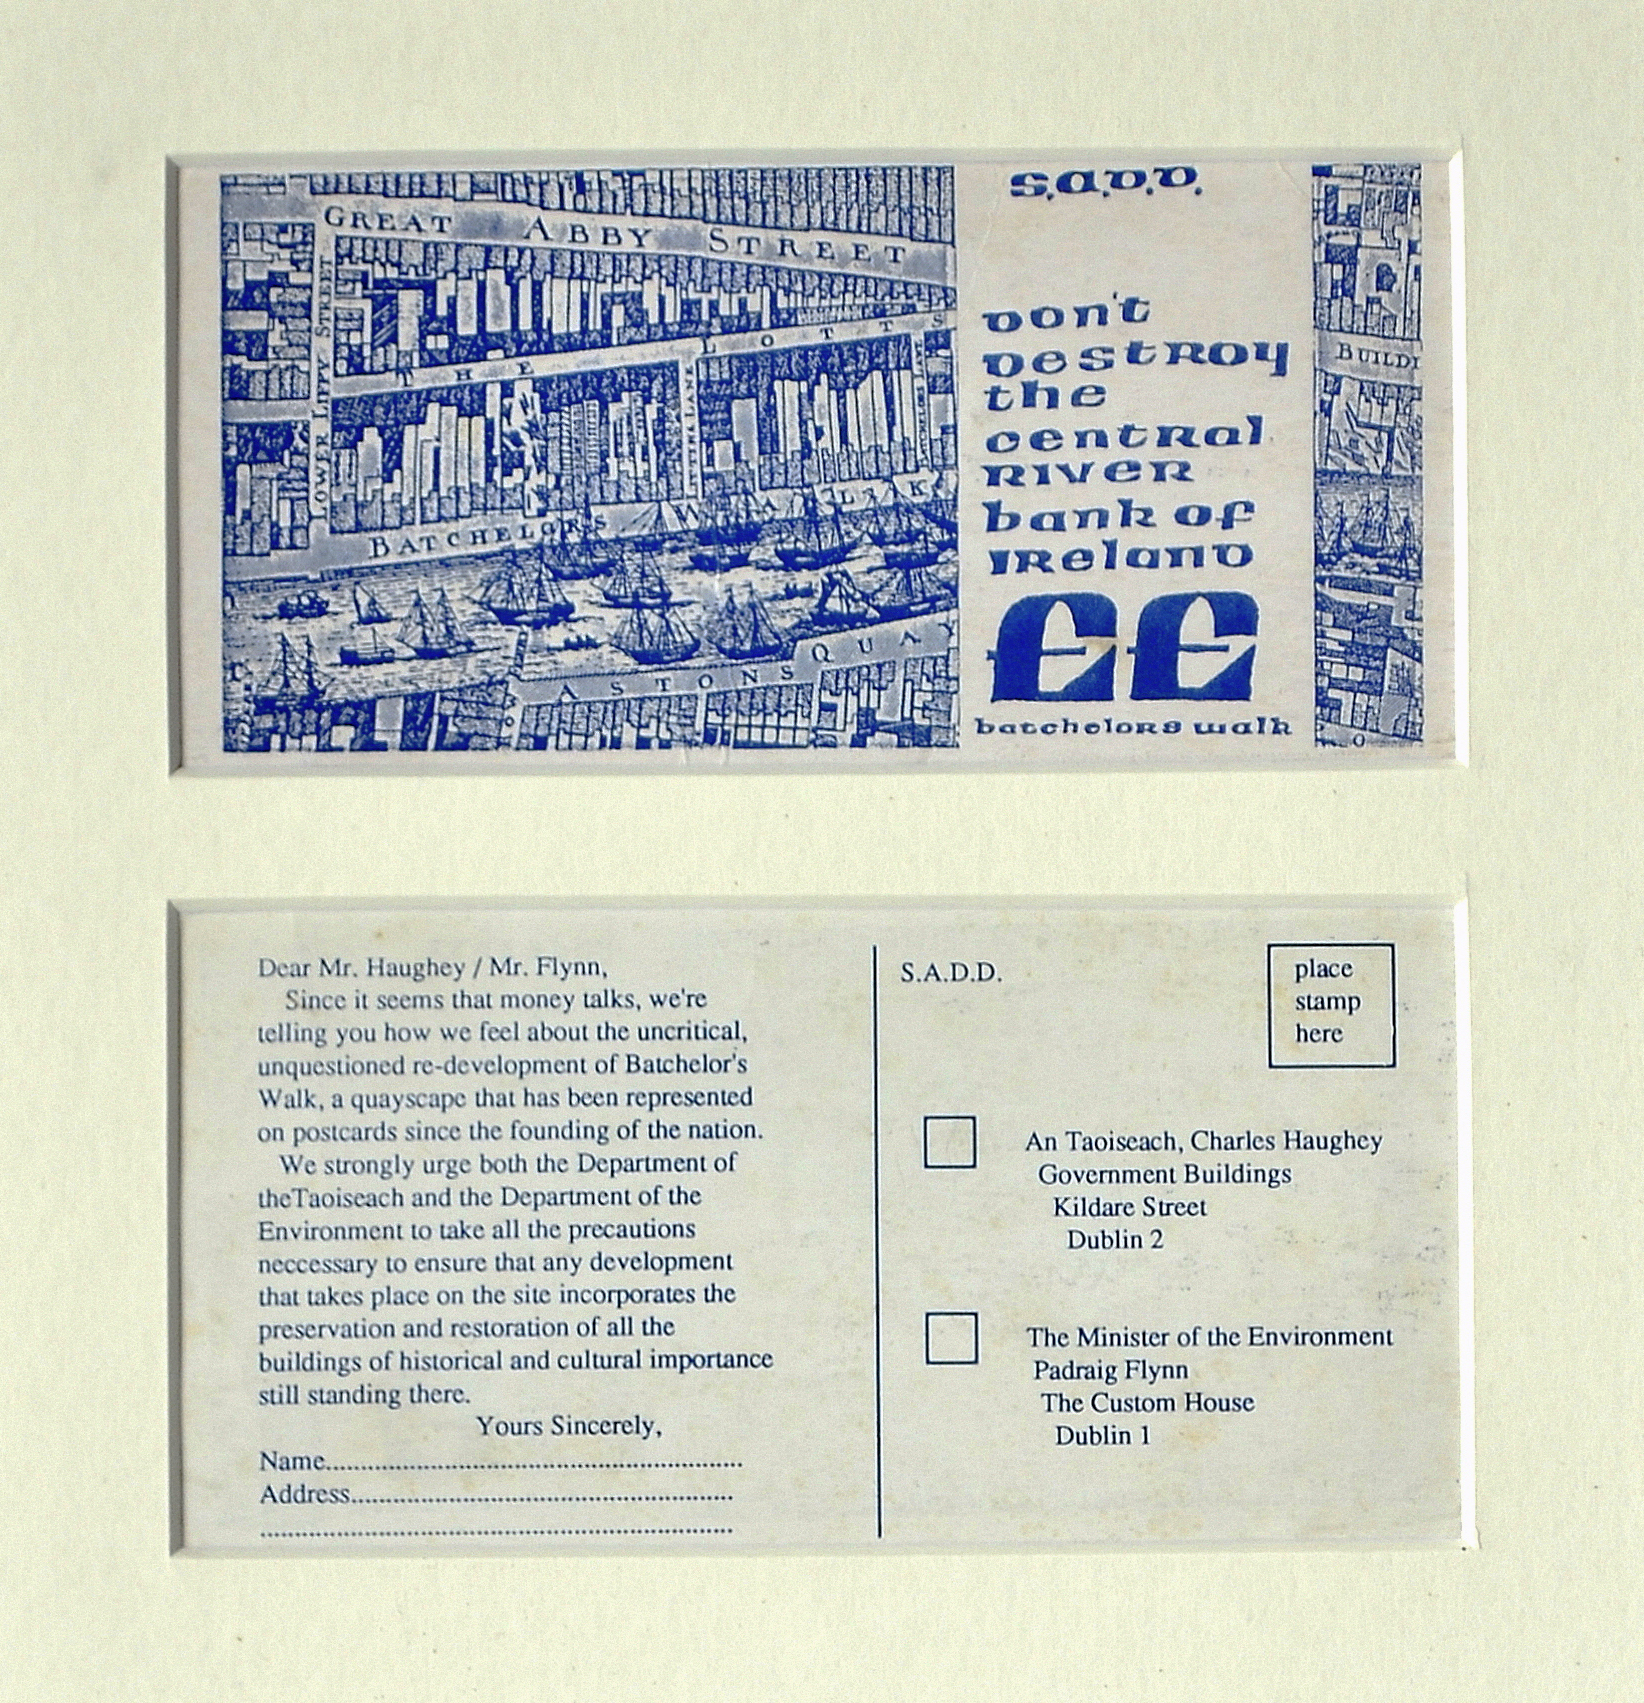 GREAT ABBY STREET
LOWER LIFFY STREET
THE LOTTS
LITTLE LANE
BATCHELORS LANE
BATCHELORS WALK
ASTONS QUAY
S.A.D.D.
Don't
Destroy
the
central
River
bank of
Ireland
££
batchelors walk
BUILDI
Dear Mr. Haughey / Mr. Flynn,
Since it seems that money talks, we're
telling you how we feel about the uncritical,
unquestioned re-development of Batchelor's
Walk, a quayscape that has been represented
on postcards since the founding of the nation.
We strongly urge both the Department of
theTaoiseach and the Department of the
Environment to take all the precautions
neccessary to ensure that any development
that takes place on the site incorporates the
preservation and restoration of all the
buildings of historical and cultural importance
still standing there.
Yours Sincerely,
Name............................................................
Address.......................................................
....................................................................
S.A.D.D.
place
stamp
here
An Taoiseach, Charles Haughey
Government Buildings
Kildare Street
Dublin 2
The Minister of the Environment
Padraig Flynn
The Custom House
Dublin 1